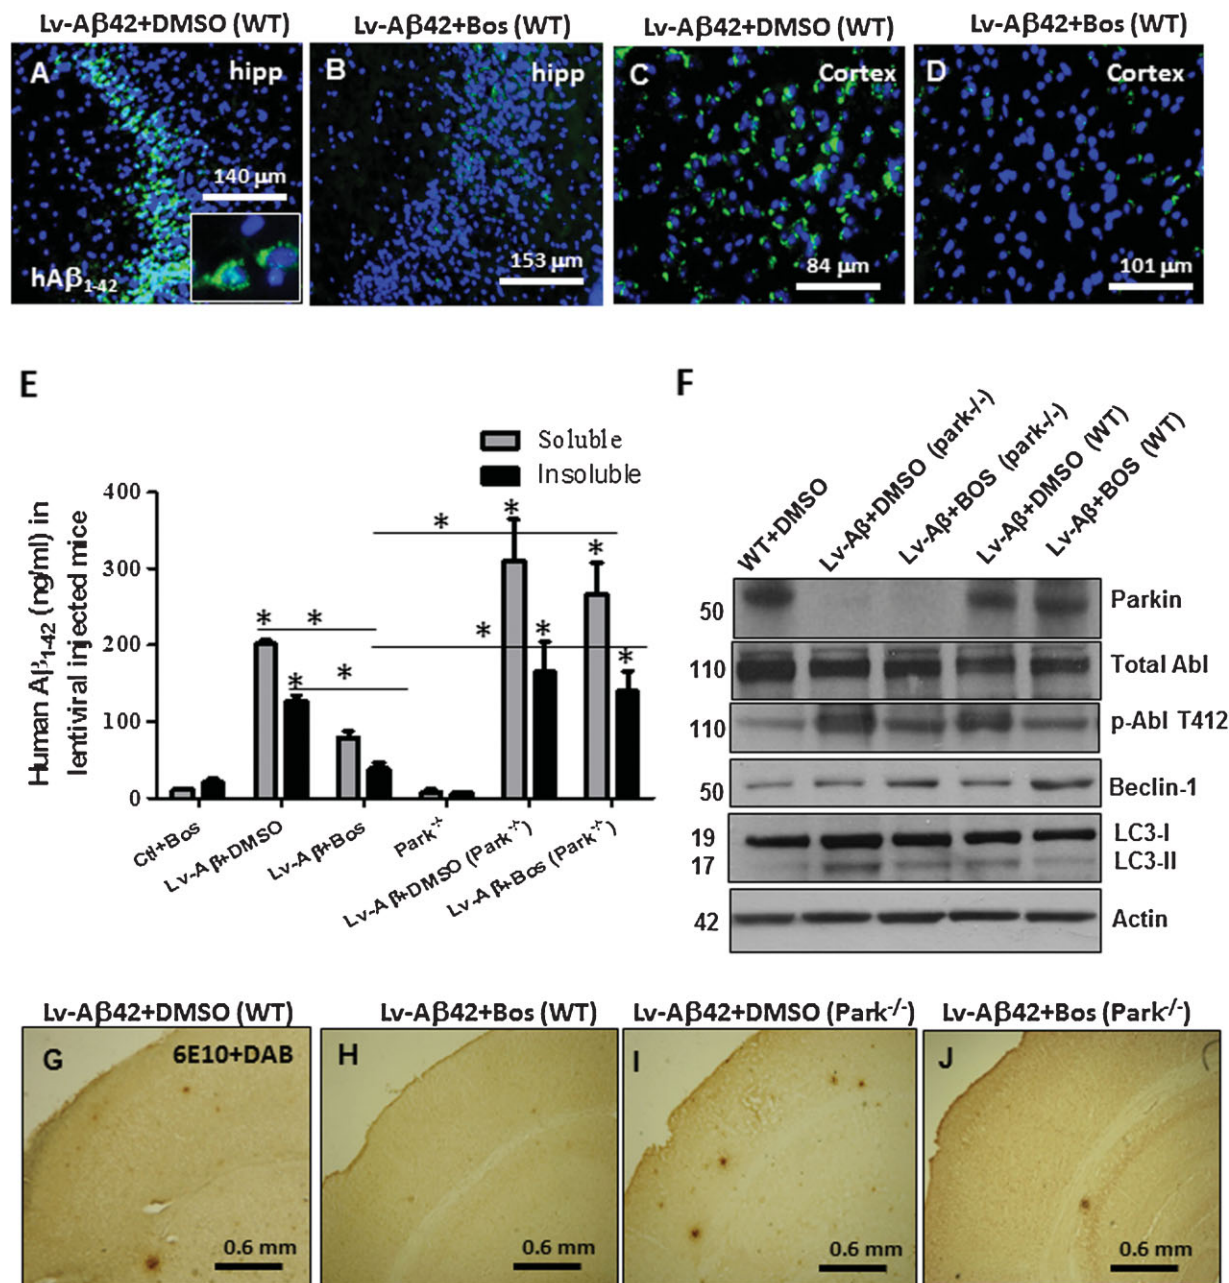 Lv-Aβ42+DMSO (WT)
Lv-Aβ42+Bos (WT)
Lv-Aβ42+DMSO (WT)
Lv-Aβ42+Bos (WT)
A
hipp
140 µm
hAβ1-42
B
hipp
153 µm
C
Cortex
84 µm
D
Cortex
101 µm
E
Soluble
Insoluble
Human Aβ1-42 (ng/ml) in
lentiviral injected mice
400
300
200
100
0
*
*
*
*
*
*
*
*
*
*
Ctl+Bos
Lv-Aβ+DMSO
Lv-Aβ+Bos
Park-/-
Lv-Aβ+DMSO (Park-/-)
Lv-Aβ+Bos (Park-/-)
F
WT+DMSO
Lv-Aβ+DMSO (park-/-)
Lv-Aβ+BOS (park-/-)
Lv-Aβ+DMSO (WT)
Lv-Aβ+BOS (WT)
50 Parkin
110 Total Abl
110 p-Abl T412
50 Beclin-1
19 LC3-I
17 LC3-II
42 Actin
Lv-Aβ42+DMSO (WT)
Lv-Aβ42+Bos (WT)
Lv-Aβ42+DMSO (Park-/-)
Lv-Aβ42+Bos (Park-/-)
G
6E10+DAB
0.6 mm
H
0.6 mm
I
0.6 mm
J
0.6 mm